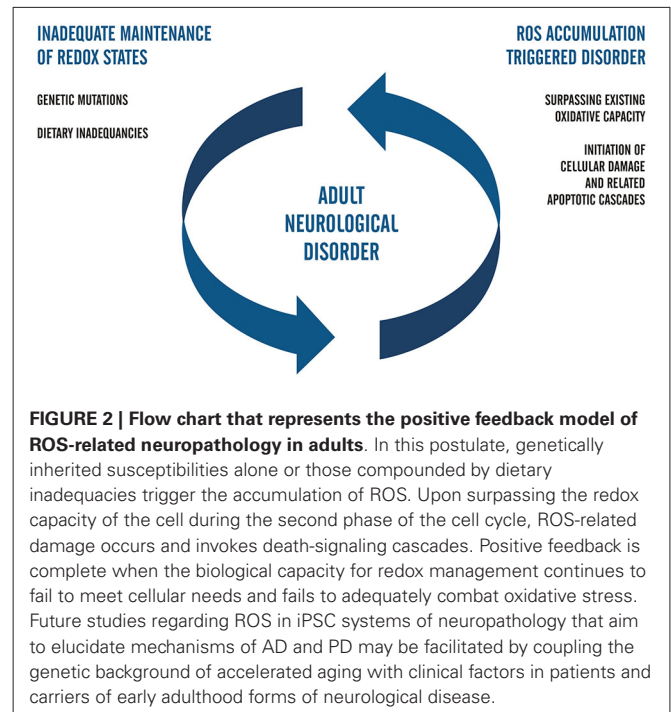 INADEQUATE MAINTENANCE
OF REDOX STATES
GENETIC MUTATIONS
DIETARY INADEQUANCIES
ROS ACCUMULATION
TRIGGERED DISORDER
SURPASSING EXISTING
OXIDATIVE CAPACITY
INITIATION OF
CELLULAR DAMAGE
AND RELATED
APOPTOTIC CASCADES
ADULT
NEUROLOGICAL
DISORDER
FIGURE 2 | Flow chart that represents the positive feedback model of
ROS-related neuropathology in adults. In this postulate, genetically
inherited susceptibilities alone or those compounded by dietary
inadequacies trigger the accumulation of ROS. Upon surpassing the redox
capacity of the cell during the second phase of the cell cycle, ROS-related
damage occurs and invokes death-signaling cascades. Positive feedback is
complete when the biological capacity for redox management continues to
fail to meet cellular needs and fails to adequately combat oxidative stress.
Future studies regarding ROS in iPSC systems of neuropathology that aim
to elucidate mechanisms of AD and PD may be facilitated by coupling the
genetic background of accelerated aging with clinical factors in patients and
carriers of early adulthood forms of neurological disease.